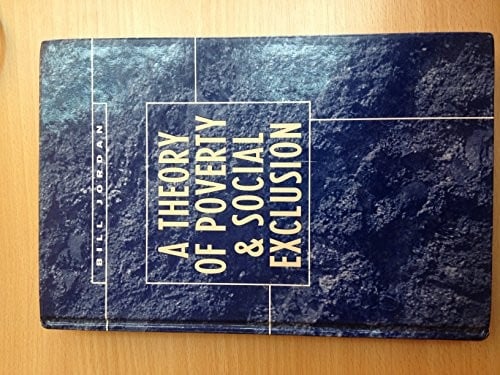 BILL JORDAN
A THEORY
OF POVERTY
& SOCIAL
EXCLUSION